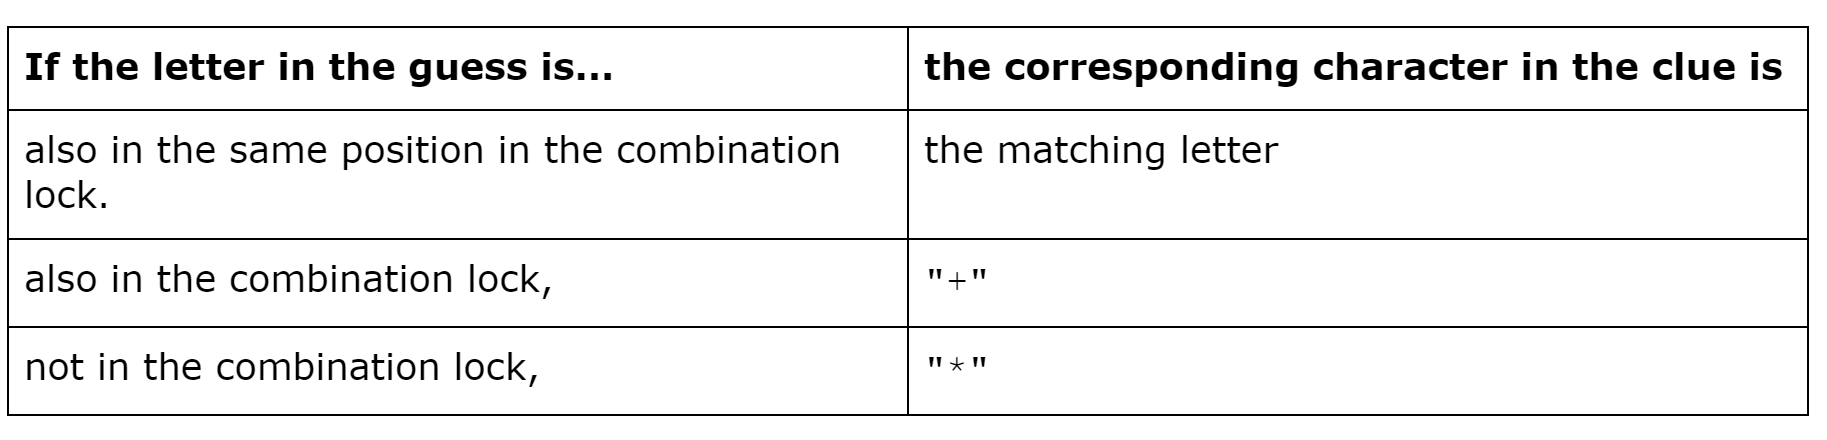 If the letter in the guess is...
the corresponding character in the clue is
also in the same position in the combination
lock.
the matching letter
also in the combination lock,
"+"
not in the combination lock,
"*"